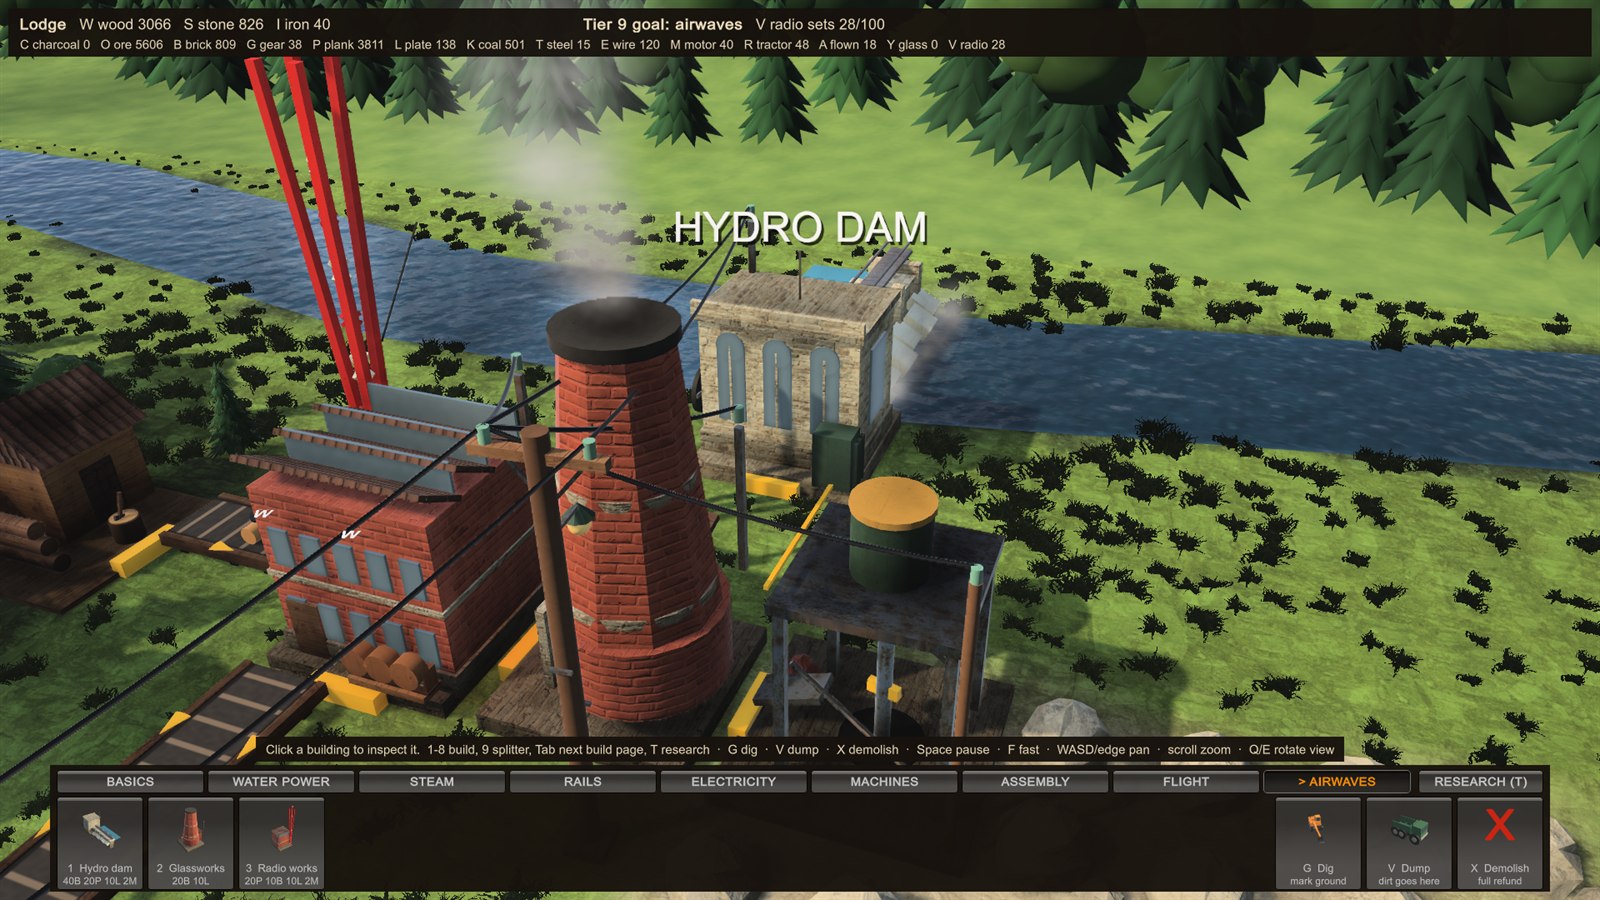 Lodge W wood 3066 S stone 826 I iron 40
Tier 9 goal: airwaves V radio sets 28/100
C charcoal 0 O ore 5606 B brick 809 G gear 38 P plank 3811 L plate 138 K coal 501 T steel 15 E wire 120 M motor 40 R tractor 48 A flown 18 Y glass 0 V radio 28
HYDRO DAM
w
w
Click a building to inspect it. 1-8 build, 9 splitter, Tab next build page, T research · G dig · V dump · X demolish · Space pause · F fast · WASD/edge pan · scroll zoom · Q/E rotate view
BASICS WATER POWER STEAM RAILS ELECTRICITY MACHINES ASSEMBLY FLIGHT > AIRWAVES RESEARCH (T)
1 Hydro dam
40B 20P 10L 2M
2 Glassworks
20B 10L
3 Radio works
20P 10B 10L 2M
G Dig
mark ground
V Dump
dirt goes here
X Demolish
full refund